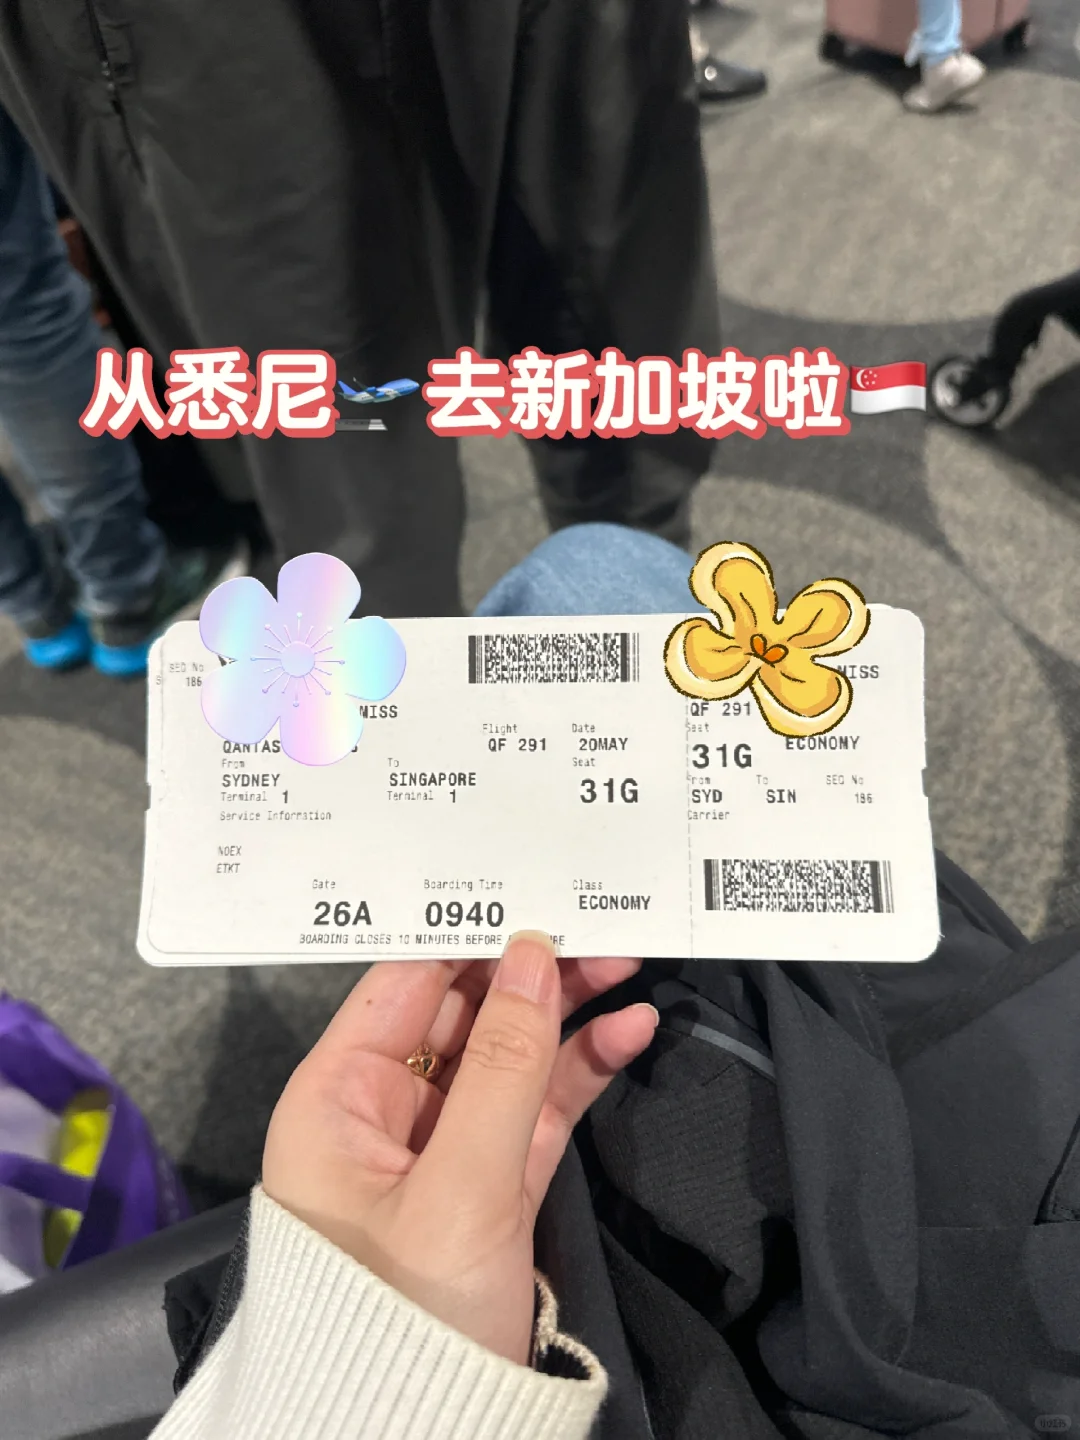 从悉尼 去新加坡啦
SEQ No
186
MISS
QANTAS
Flight Date
QF 291 20MAY
From To Seat
SYDNEY SINGAPORE 31G
Terminal 1 Terminal 1
Service Information
NOEX
ETKT
Gate Boarding Time Class
26A 0940 ECONOMY
BOARDING CLOSES 10 MINUTES BEFORE
MISS
QF 291
Seat
31G ECONOMY
From To SEQ No
SYD SIN 186
Carrier